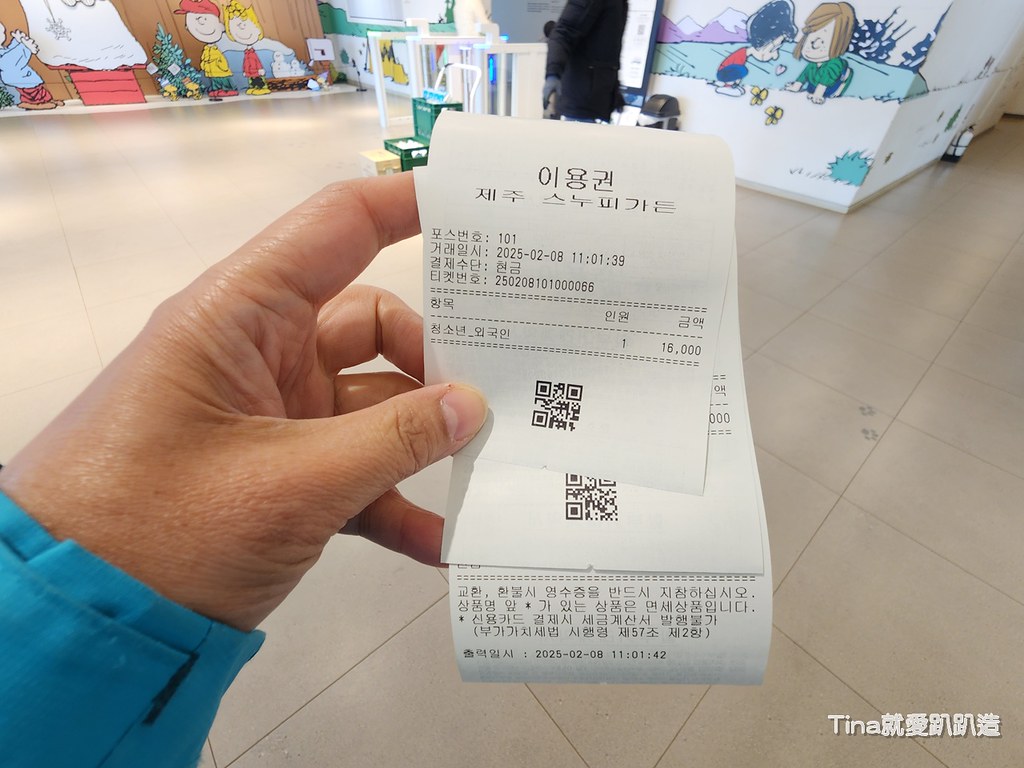 이용권
제주 스누피가든
포스번호: 101
거래일시: 2025-02-08 11:01:39
결제수단: 현금
티켓번호: 250208101000066
항목 인원 금액
청소년_외국인 1 16,000
액
000
교환, 환불시 영수증을 반드시 지참하십시오.
상품명 앞 * 가 있는 상품은 면세상품입니다.
* 신용카드 결제시 세금계산서 발행불가
(부가가치세법 시행령 제57조 제2항)
출력일시 : 2025-02-08 11:01:42
Tina就愛趴趴造